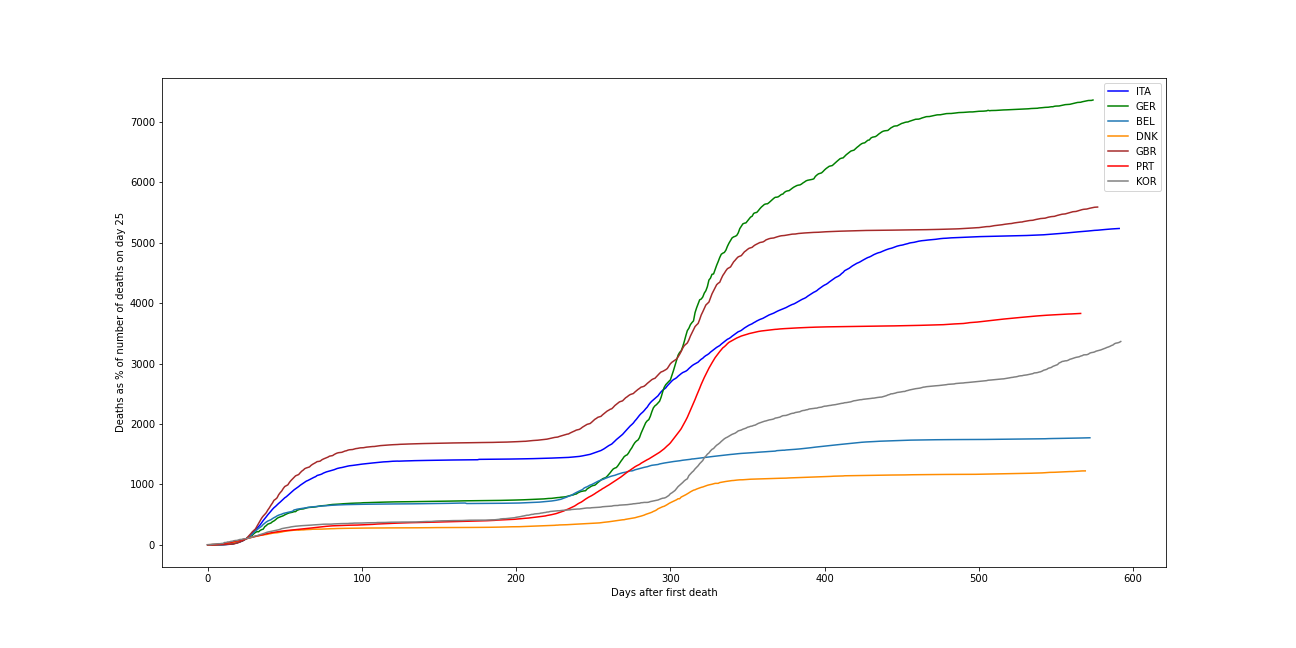 Deaths as % of number of deaths on day 25
7000
6000
5000
4000
3000
2000
1000
0
0 100 200 300 400 500 600
Days after first death
ITA
GER
BEL
DNK
GBR
PRT
KOR